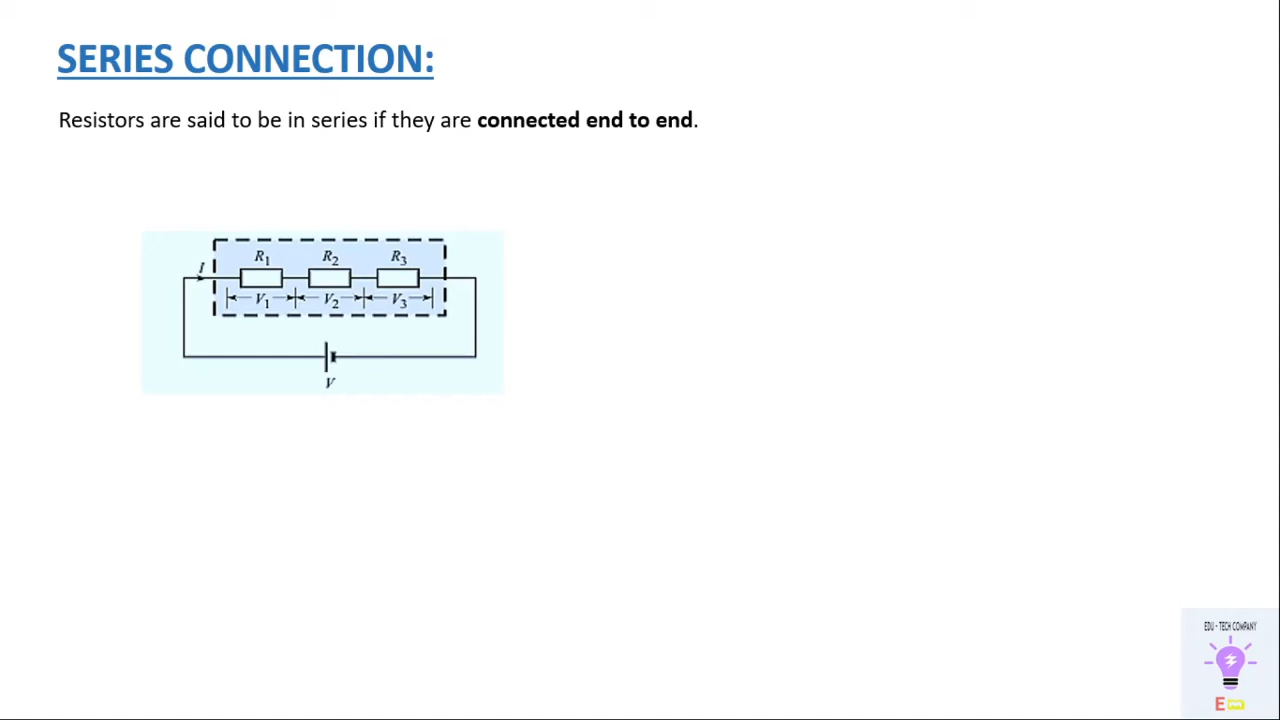 SERIES CONNECTION:
Resistors are said to be in series if they are connected end to end.
I R₁ R₂ R₃
V₁ V₂ V₃
V
EDU - TECH COMPANY
E